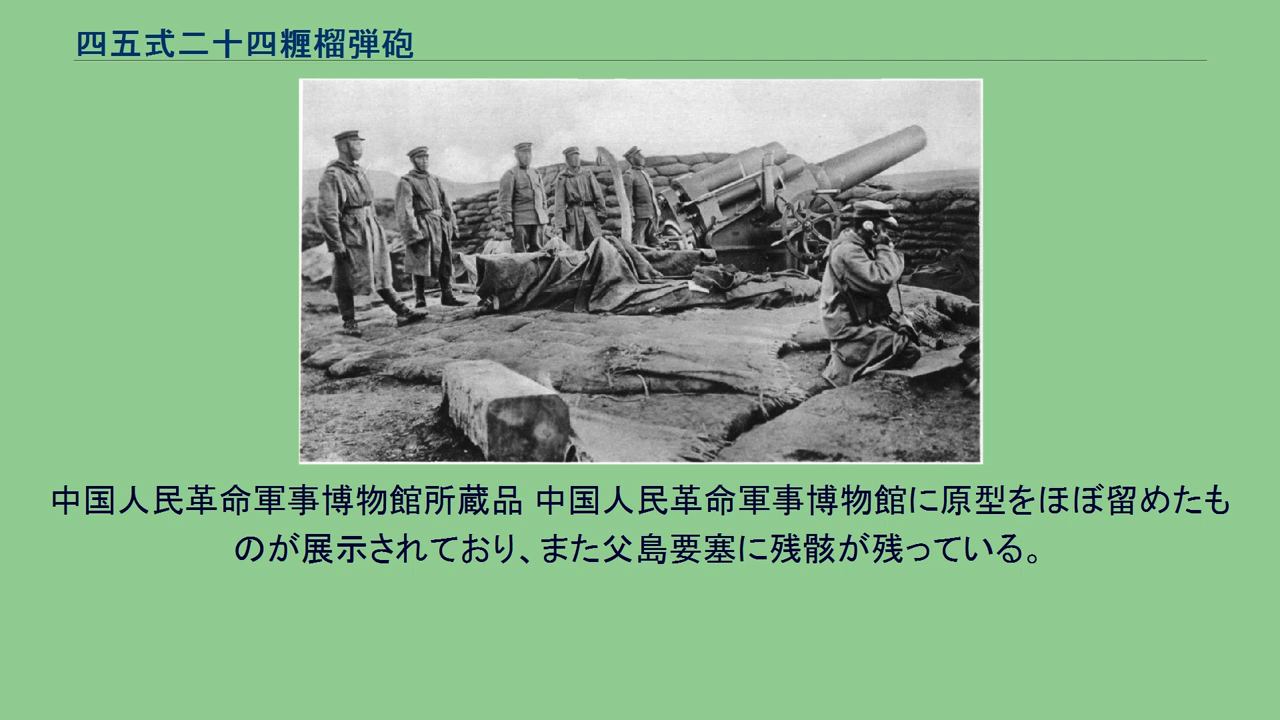 四五式二十四糎榴弾砲
中国人民革命軍事博物館所蔵品 中国人民革命軍事博物館に原型をほぼ留めたも
のが展示されており、また父島要塞に残骸が残っている。